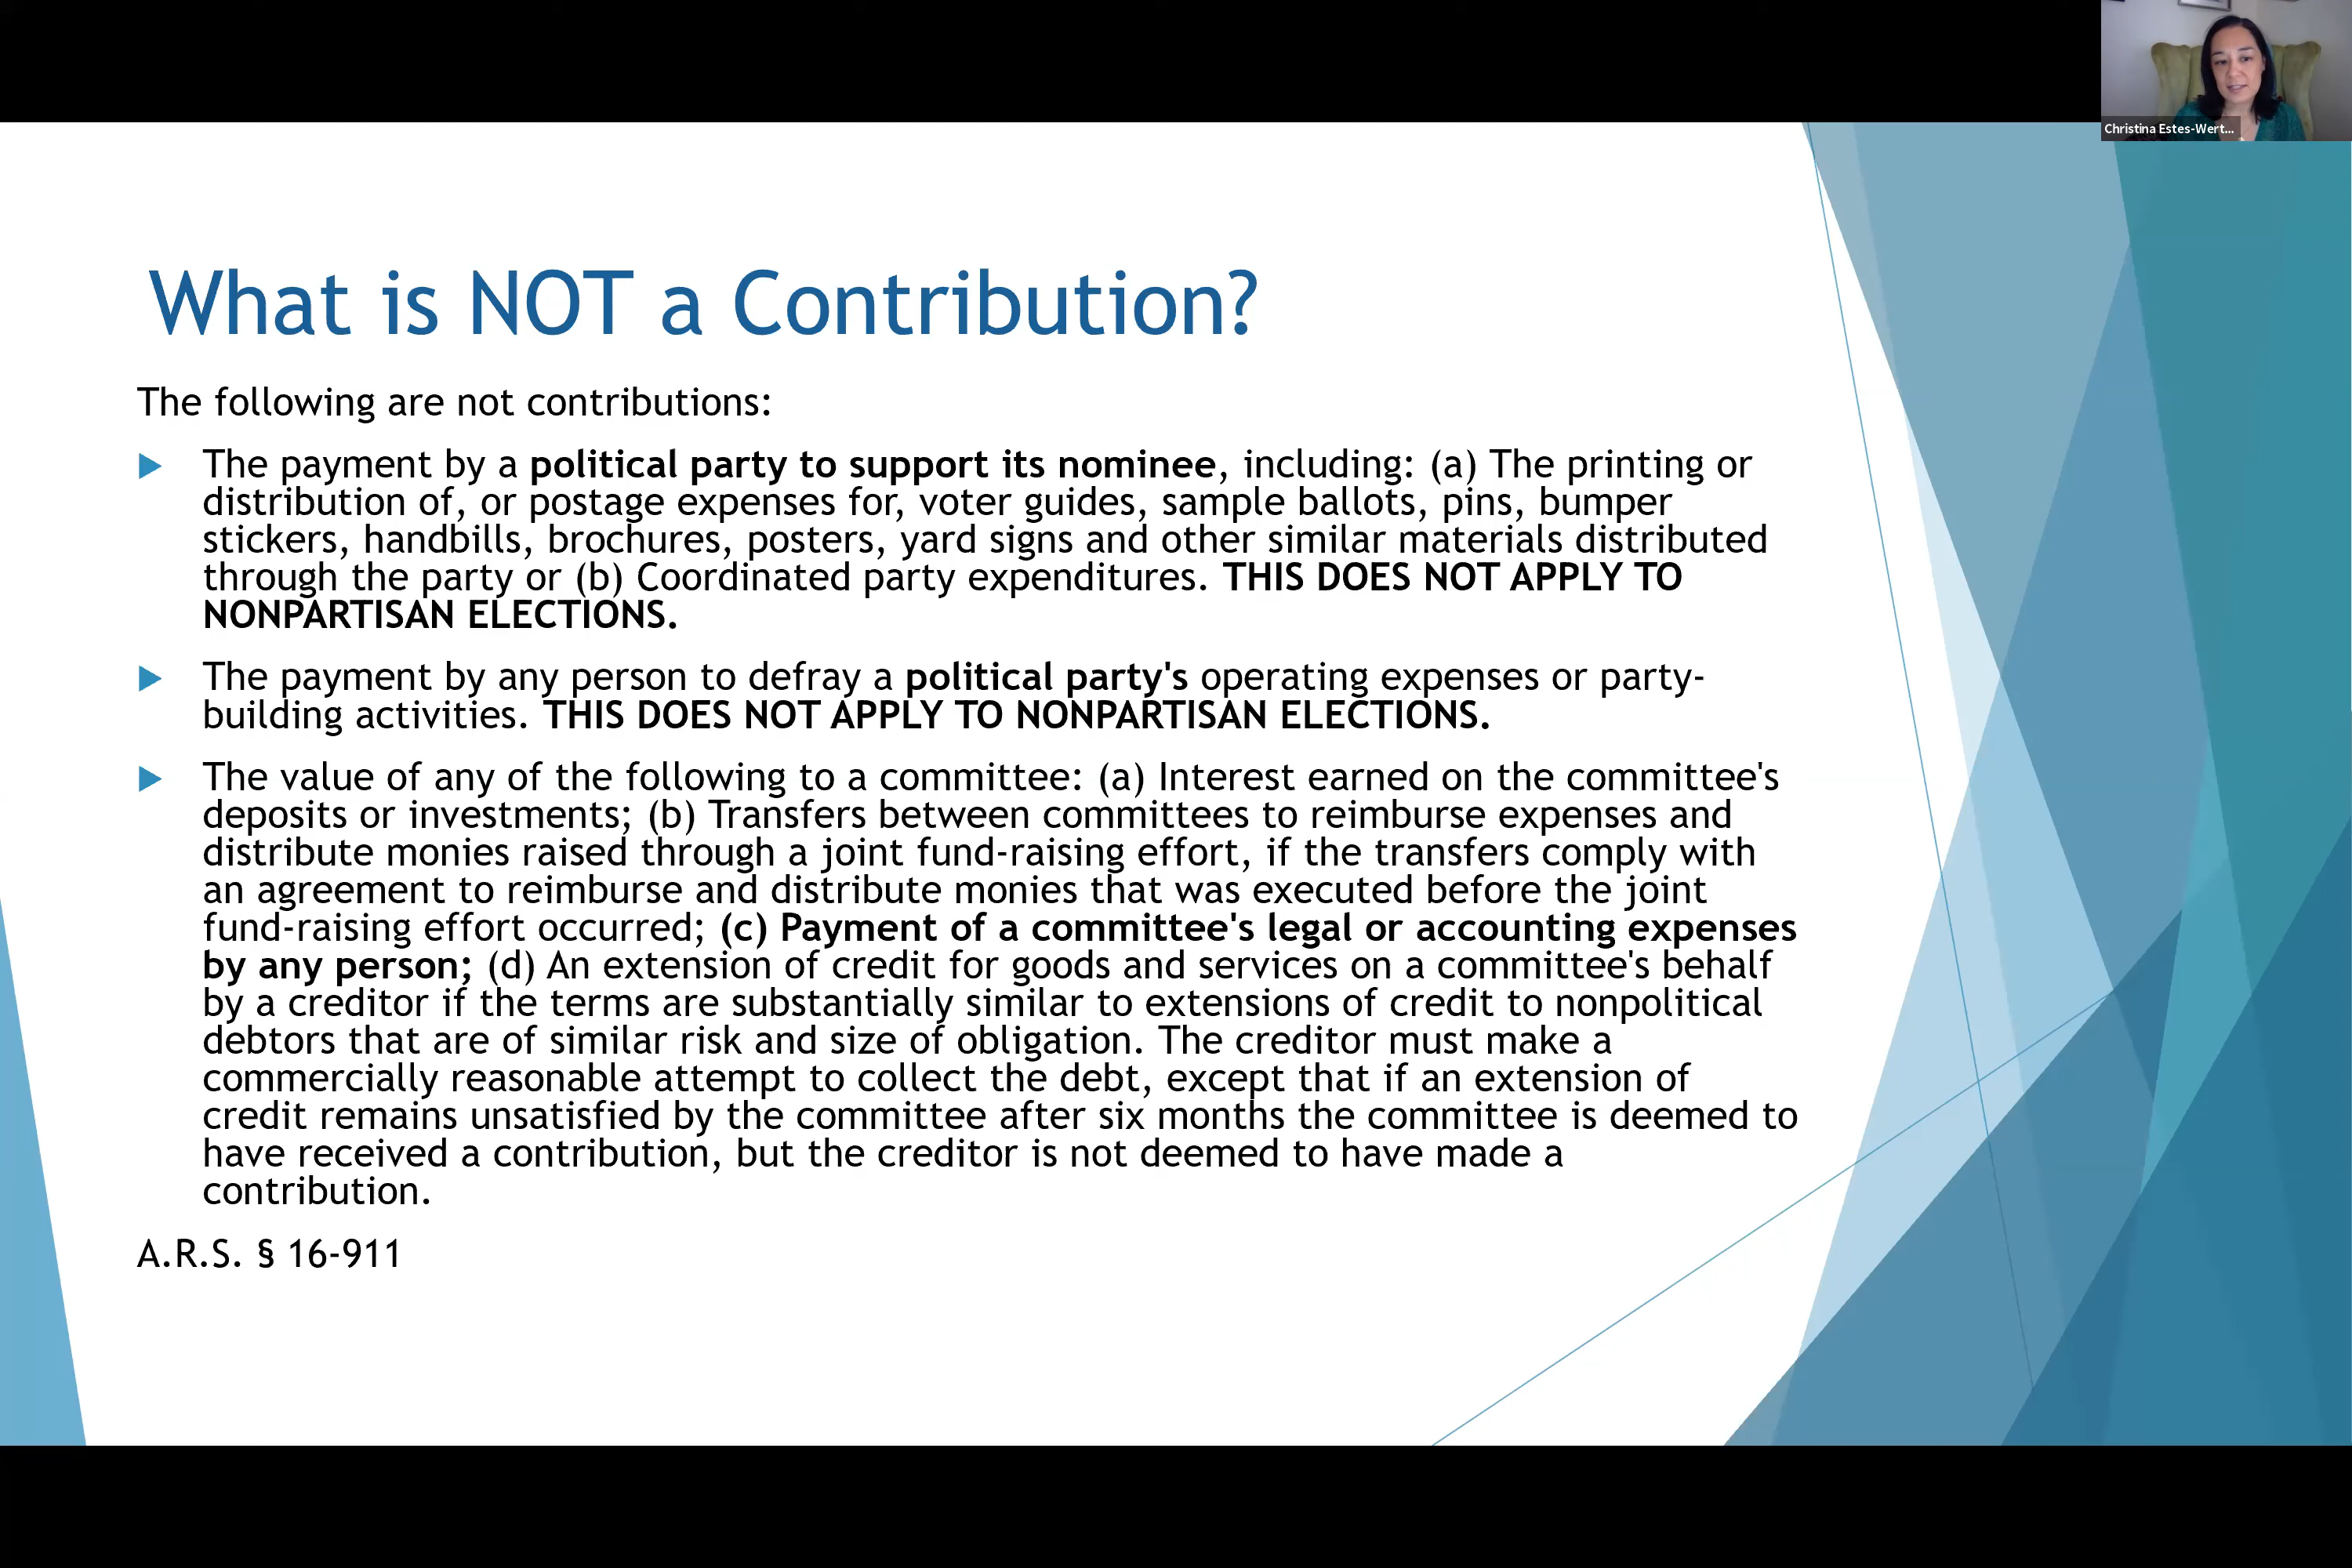 Christina Estes-Wert...
What is NOT a Contribution?
The following are not contributions:
The payment by a political party to support its nominee, including: (a) The printing or
distribution of, or postage expenses for, voter guides, sample ballots, pins, bumper
stickers, handbills, brochures, posters, yard signs and other similar materials distributed
through the party or (b) Coordinated party expenditures. THIS DOES NOT APPLY TO
NONPARTISAN ELECTIONS.
The payment by any person to defray a political party's operating expenses or party-
building activities. THIS DOES NOT APPLY TO NONPARTISAN ELECTIONS.
The value of any of the following to a committee: (a) Interest earned on the committee's
deposits or investments; (b) Transfers between committees to reimburse expenses and
distribute monies raised through a joint fund-raising effort, if the transfers comply with
an agreement to reimburse and distribute monies that was executed before the joint
fund-raising effort occurred; (c) Payment of a committee's legal or accounting expenses
by any person; (d) An extension of credit for goods and services on a committee's behalf
by a creditor if the terms are substantially similar to extensions of credit to nonpolitical
debtors that are of similar risk and size of obligation. The creditor must make a
commercially reasonable attempt to collect the debt, except that if an extension of
credit remains unsatisfied by the committee after six months the committee is deemed to
have received a contribution, but the creditor is not deemed to have made a
contribution.
A.R.S. § 16-911